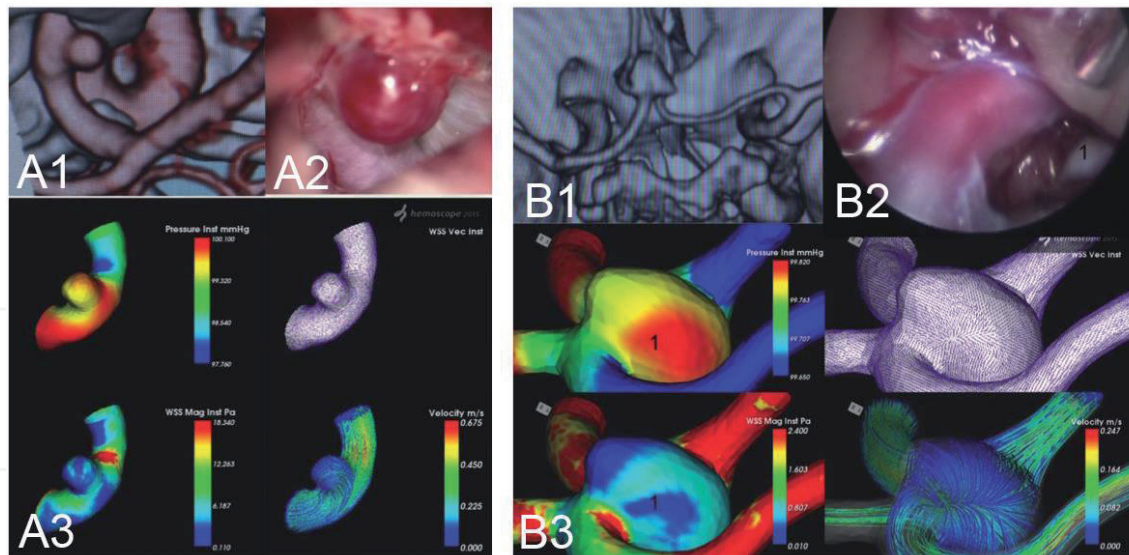 A1
A2
hemoscope 2015
Pressure Inst mmHg
100.100
99.320
98.540
97.760
WSS Vec Inst
WSS Mag Inst Pa
18.340
12.263
6.187
0.110
Velocity m/s
0.675
0.450
0.225
0.000
A3
B1
B2
1
hemoscope 2015
Pressure Inst mmHg
99.820
99.763
99.707
99.650
1
WSS Vec Inst
WSS Mag Inst Pa
2.400
1.603
0.807
0.010
1
Velocity m/s
0.247
0.164
0.082
0.000
B3